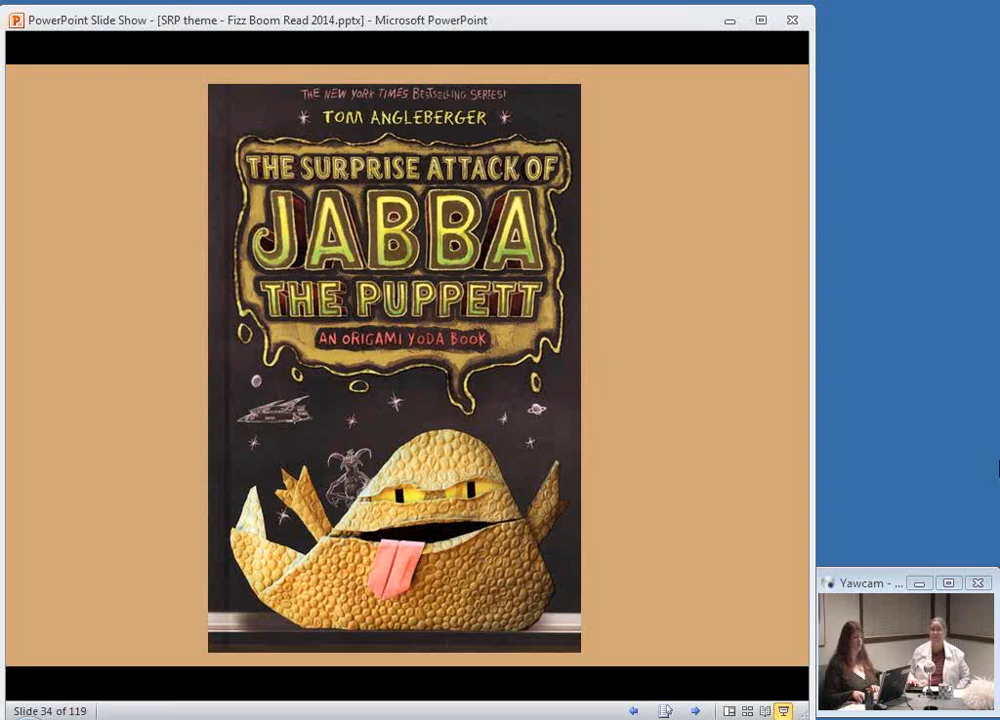 PowerPoint Slide Show - [SRP theme - Fizz Boom Read 2014.pptx] - Microsoft PowerPoint
THE NEW YORK TIMES BESTSELLING SERIES!
TOM ANGLEBERGER
THE SURPRISE ATTACK OF
JABBA
THE PUPPETT
AN ORIGAMI YODA BOOK
Yawcam - ...
Slide 34 of 119